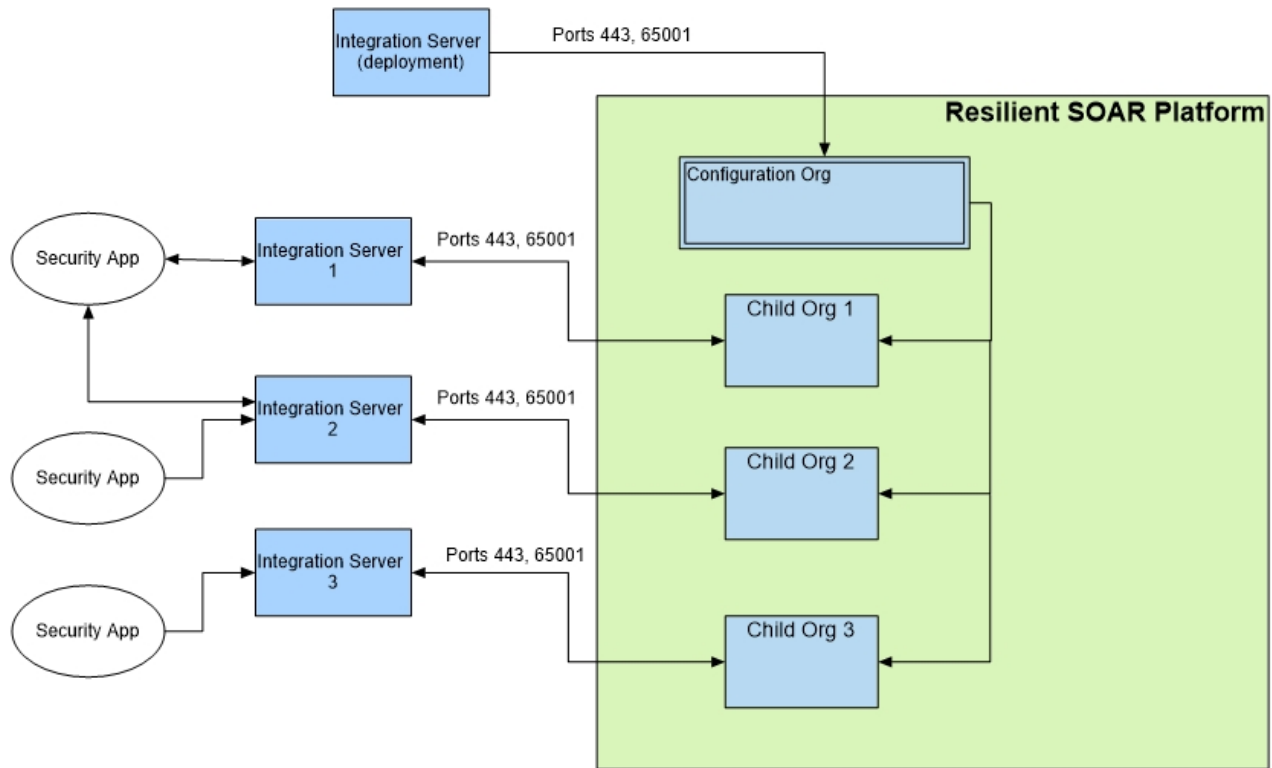 Integration Server
(deployment)
Ports 443, 65001
Resilient SOAR Platform
Configuration Org
Security App
Integration Server
1
Ports 443, 65001
Child Org 1
Integration Server
2
Ports 443, 65001
Security App
Child Org 2
Integration Server
3
Ports 443, 65001
Security App
Child Org 3